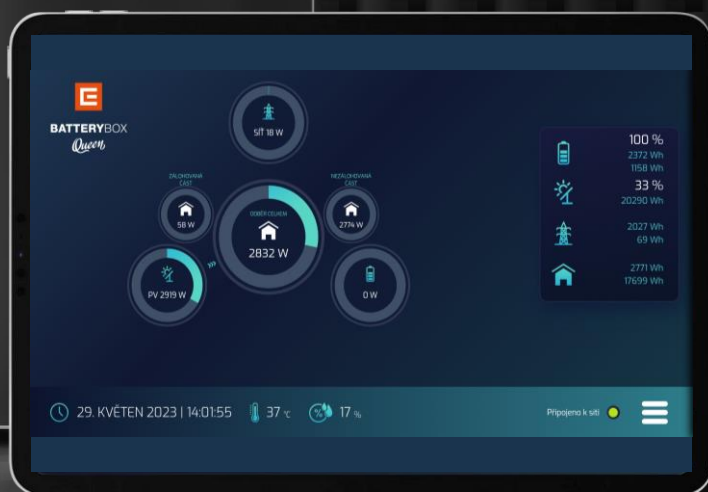 BATTERYBOX
Queen
SÍŤ 18 W
ZÁLOHOVANÁ
ČÁST
58 W
NEZÁLOHOVANÁ
ČÁST
2774 W
ODBĚR CELKEM
2832 W
PV 2919 W
0 W
100 %
2372 Wh
1158 Wh
33 %
20290 Wh
2027 Wh
69 Wh
2771 Wh
17699 Wh
29. KVĚTEN 2023 | 14:01:55
37 °C
17 %
Připojeno k síti